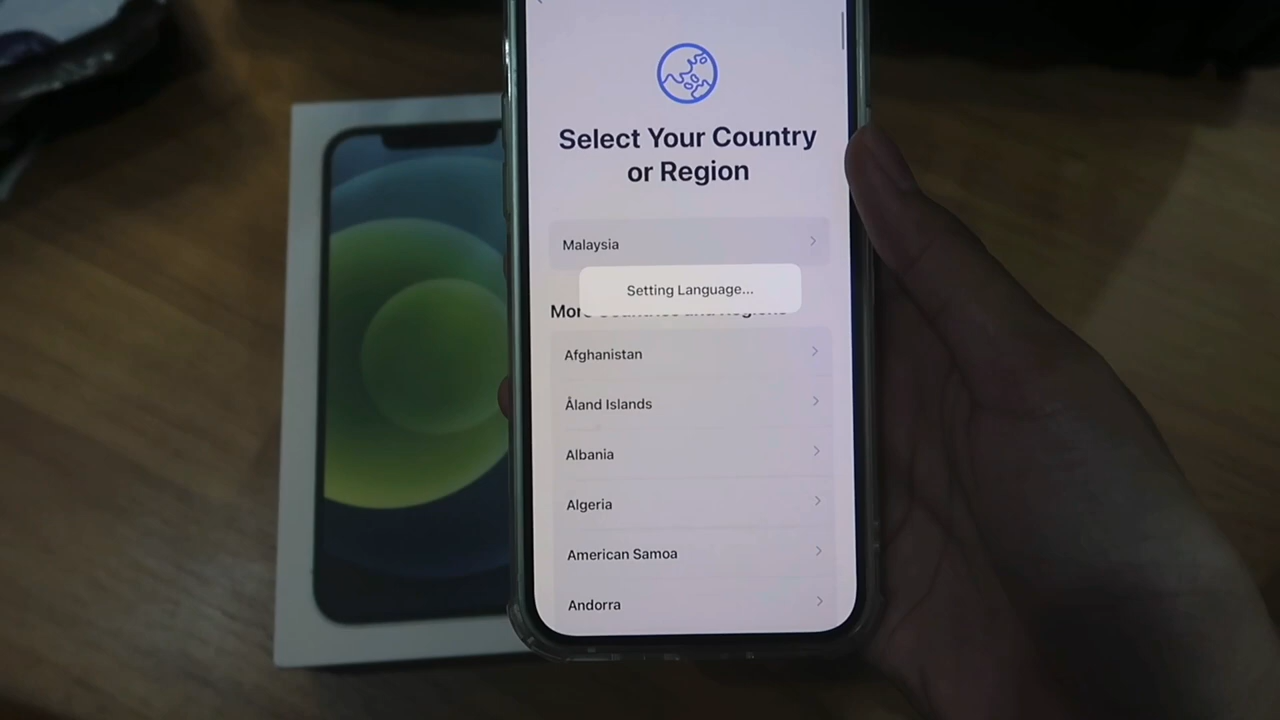 Select Your Country
or Region
Malaysia
Setting Language...
Afghanistan
Åland Islands
Albania
Algeria
American Samoa
Andorra